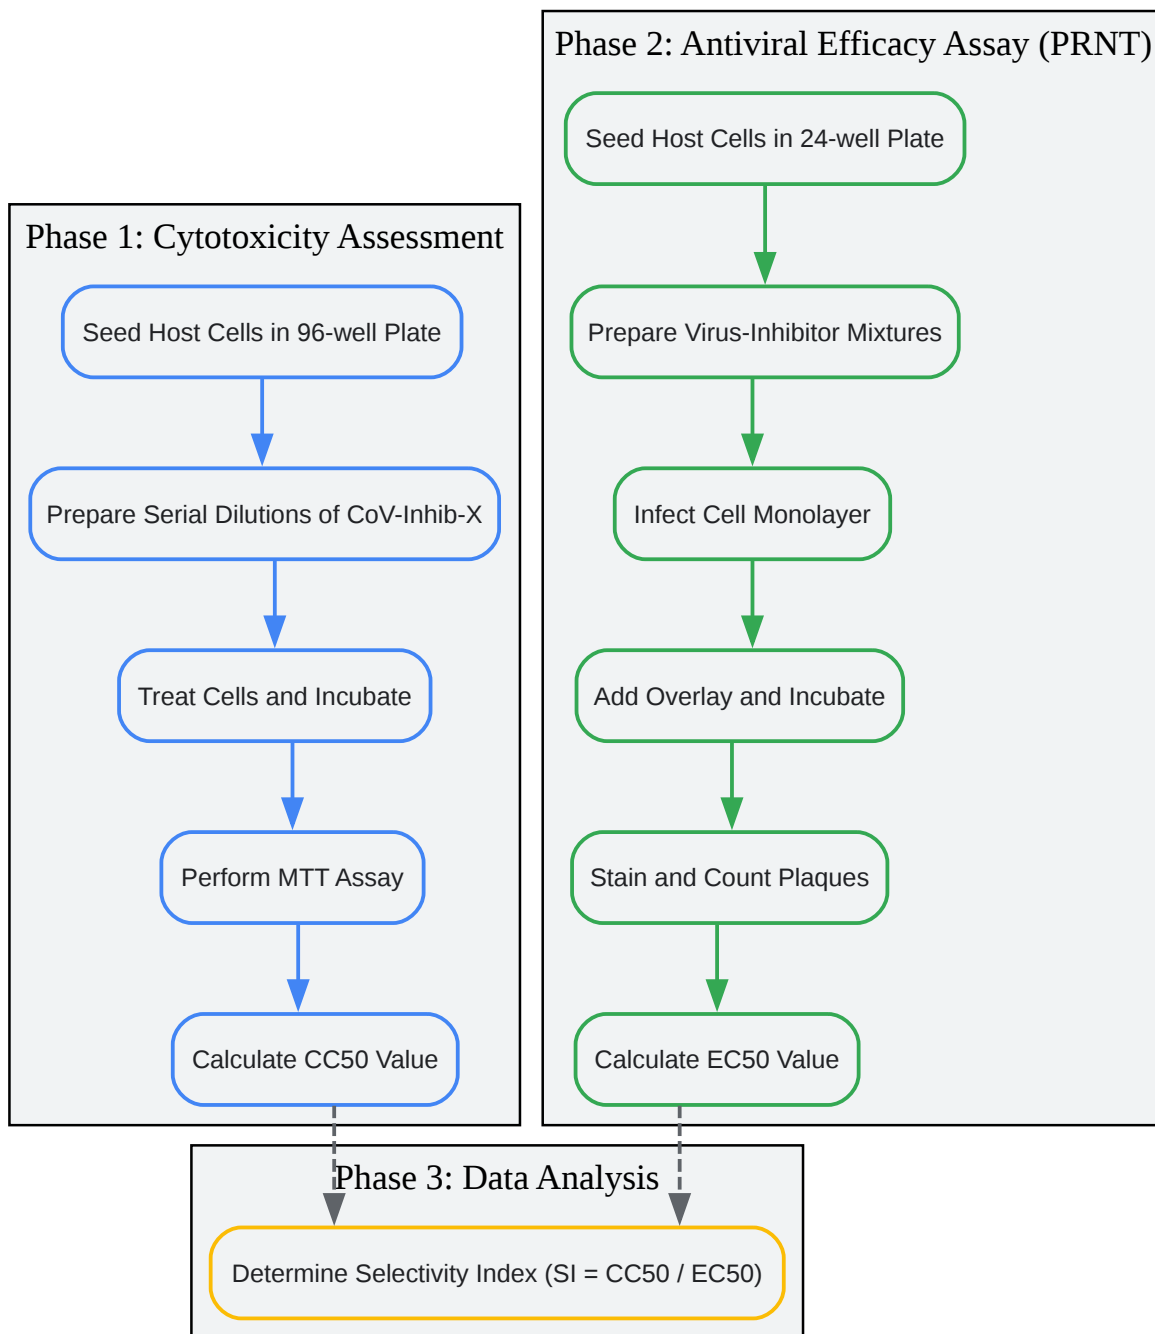 Phase 1: Cytotoxicity Assessment
Seed Host Cells in 96-well Plate
Prepare Serial Dilutions of CoV-Inhib-X
Treat Cells and Incubate
Perform MTT Assay
Calculate CC50 Value
Phase 2: Antiviral Efficacy Assay (PRNT)
Seed Host Cells in 24-well Plate
Prepare Virus-Inhibitor Mixtures
Infect Cell Monolayer
Add Overlay and Incubate
Stain and Count Plaques
Calculate EC50 Value
Phase 3: Data Analysis
Determine Selectivity Index (SI = CC50 / EC50)